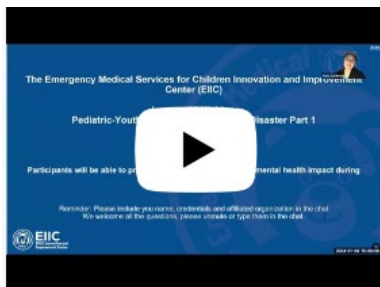 The Emergency Medical Services for Children Innovation and Improvement
Center (EIIC)
Pediatric-Yout Disaster Part 1
Participants will be able to pr mental health impact during
Reminder: Please include you name, credentials and affiliated organization in the chat.
We welcome all the questions, please unmute or type them in the chat.
EIIC